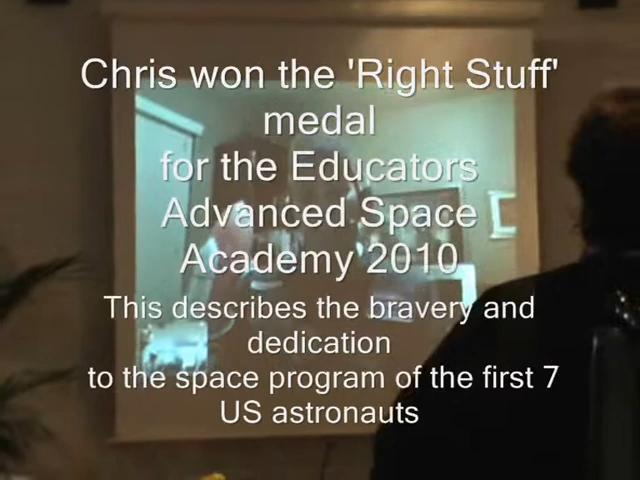 Chris won the 'Right Stuff'
medal
for the Educators
Advanced Space
Academy 2010
This describes the bravery and
dedication
to the space program of the first 7
US astronauts